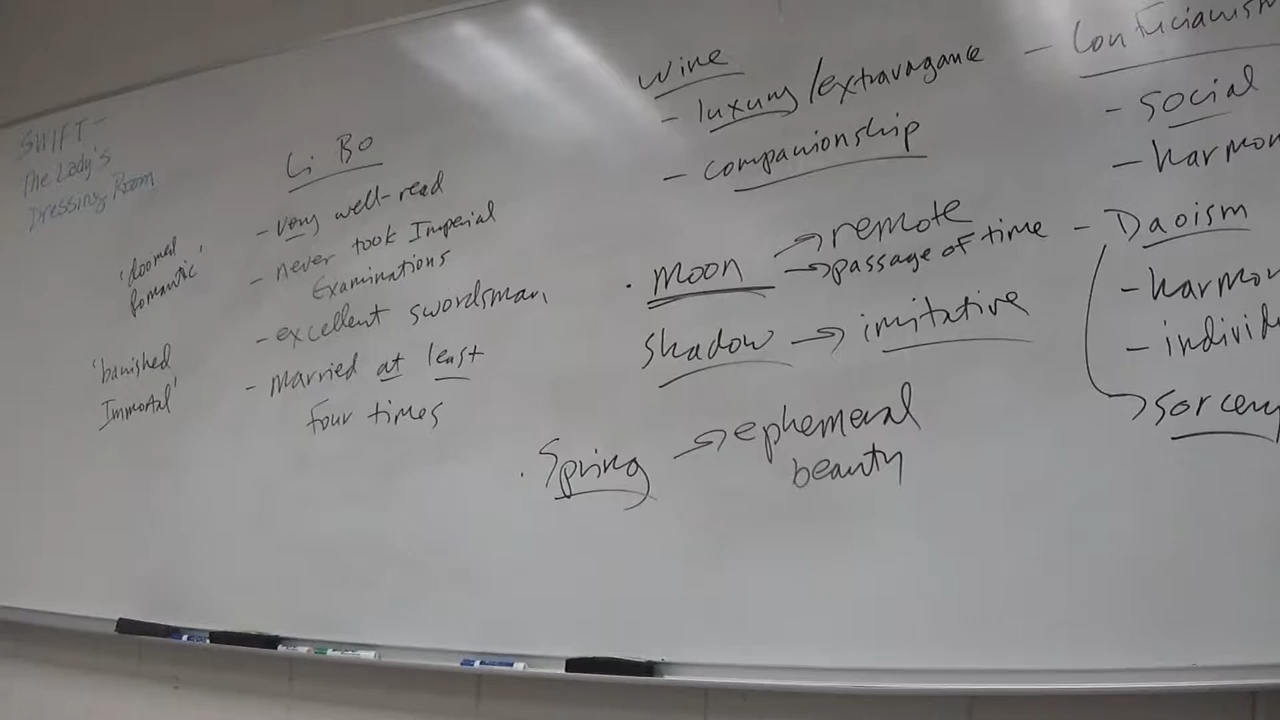 SWIFT -
The Lady's
Dressing Room
'doomed
Romantic'
'banished
Immortal'
Li Bo
- very well-read
- never took Imperial
Examinations
- excellent swordsman
- married at least
four times
Wine
- luxury/extravagance
- companionship
. moon → remote
→ passage of time
shadow → imitative
. Spring → ephemeral
beauty
- Confucianism
- social
- harmon
- Daoism
- harmon
- individ
→ sorcery